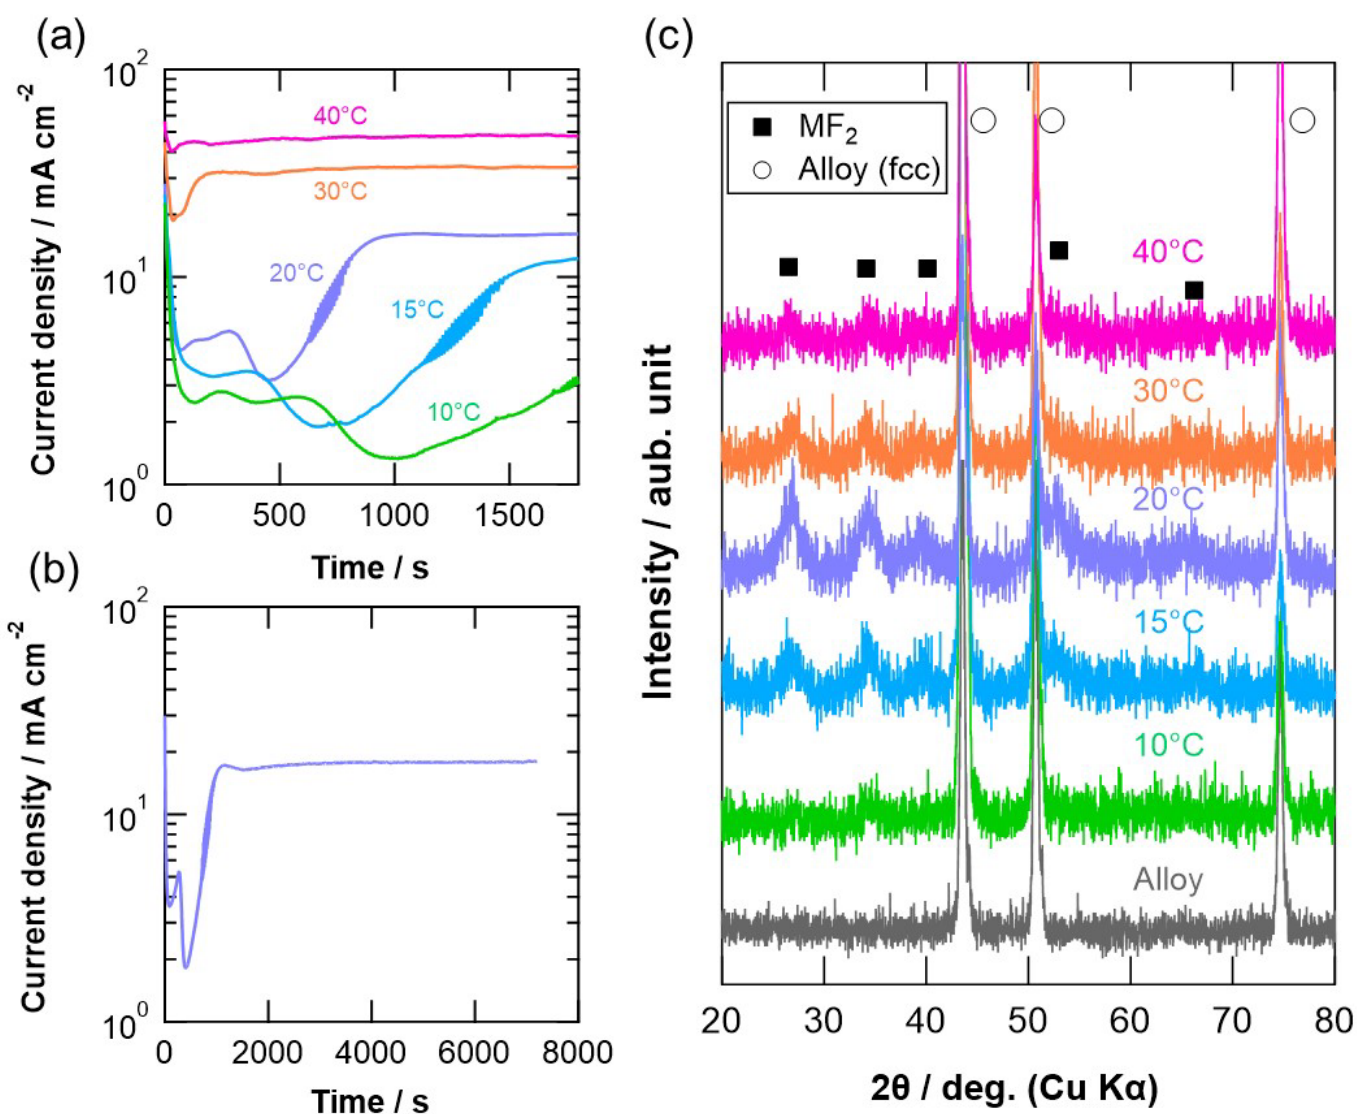 (a)
10²
10¹
10⁰
Current density / mA cm⁻²
40°C
30°C
20°C
15°C
10°C
0 500 1000 1500
Time / s
(b)
10²
10¹
10⁰
Current density / mA cm⁻²
0 2000 4000 6000 8000
Time / s
(c)
MF₂
Alloy (fcc)
40°C
30°C
20°C
15°C
10°C
Alloy
Intensity / aub. unit
20 30 40 50 60 70 80
2θ / deg. (Cu Kα)